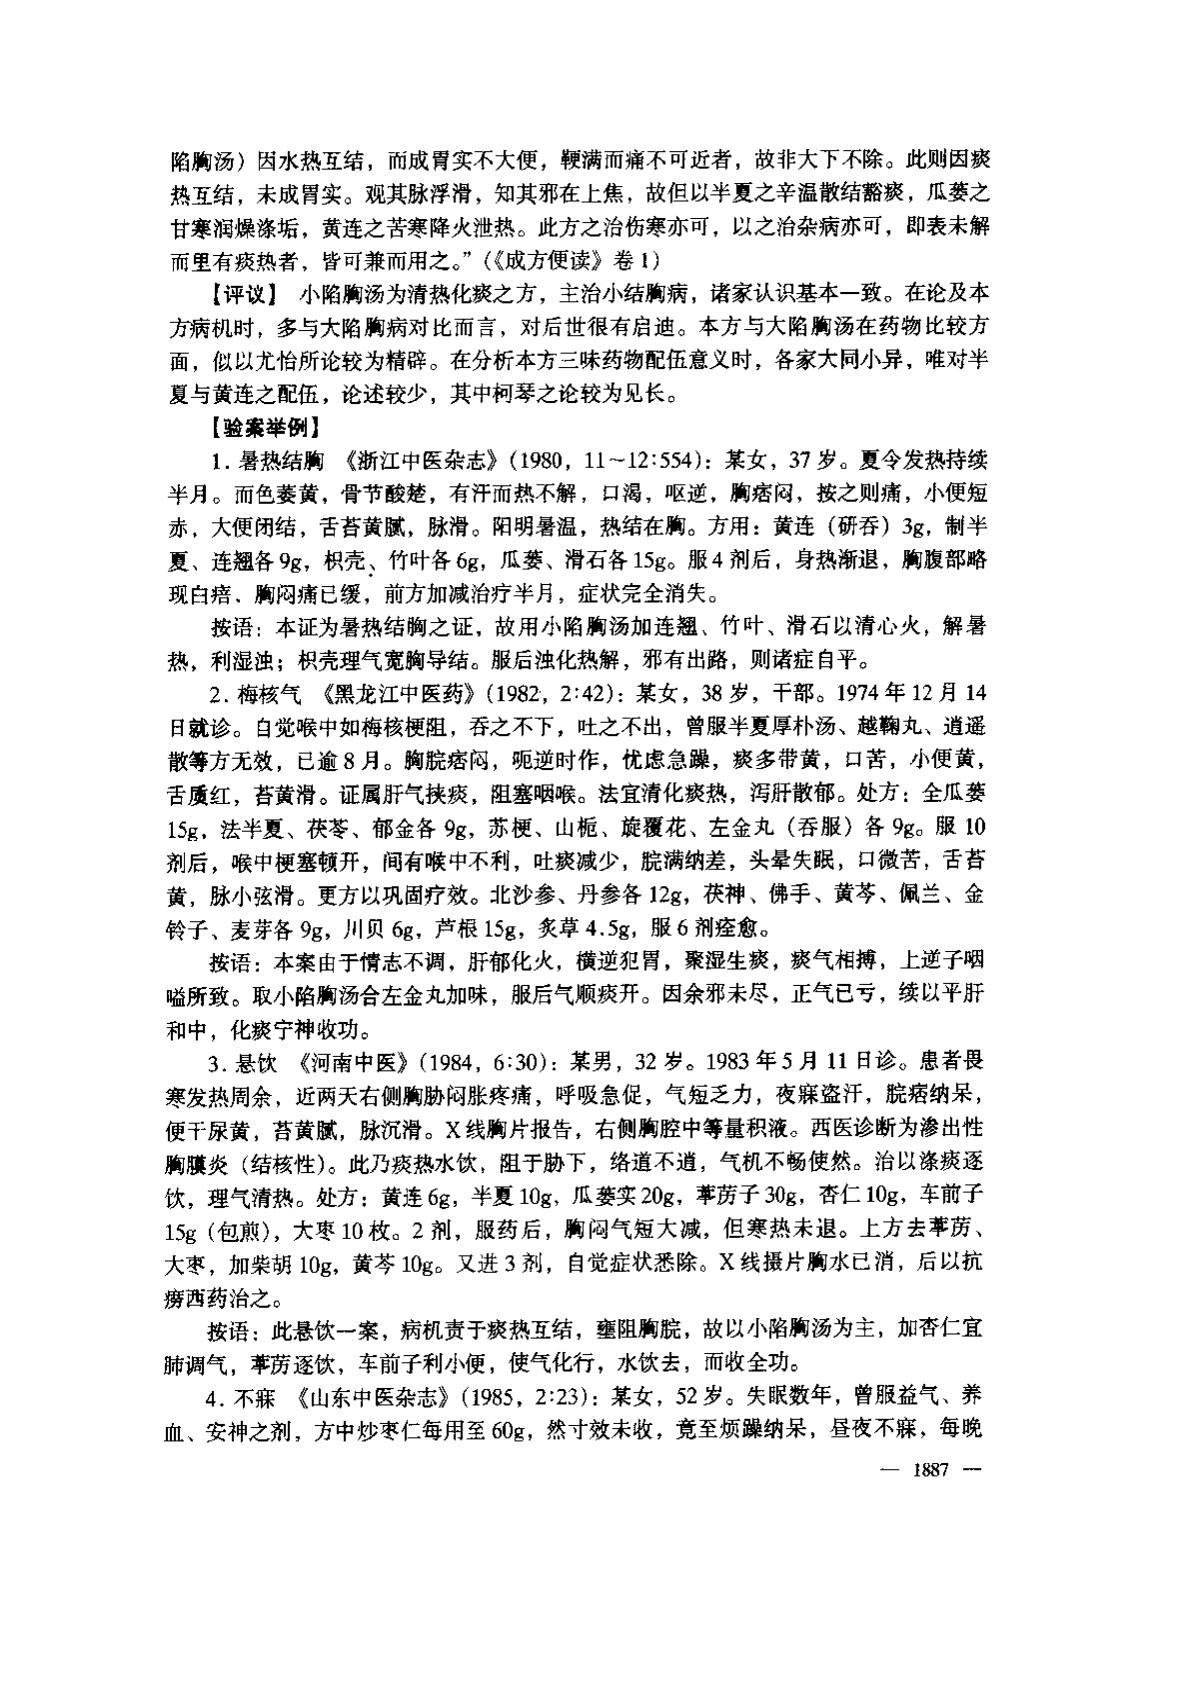 陷胸汤）因水热互结，而成胃实不大便，鞕满而痛不可近者，故非大下不除。此则因痰
热互结，未成胃实。观其脉浮滑，知其邪在上焦，故但以半夏之辛温散结豁痰，瓜蒌之
甘寒润燥涤垢，黄连之苦寒降火泄热。此方之治伤寒亦可，以之治杂病亦可，即表未解
而里有痰热者，皆可兼而用之。”（《成方便读》卷1）
【评议】 小陷胸汤为清热化痰之方，主治小结胸病，诸家认识基本一致。在论及本
方病机时，多与大陷胸病对比而言，对后世很有启迪。本方与大陷胸汤在药物比较方
面，似以尤怡所论较为精辟。在分析本方三味药物配伍意义时，各家大同小异，唯对半
夏与黄连之配伍，论述较少，其中柯琴之论较为见长。
【验案举例】
1. 暑热结胸 《浙江中医杂志》（1980，11～12:554）：某女，37岁。夏令发热持续
半月。而色萎黄，骨节酸楚，有汗而热不解，口渴，呕逆，胸痞闷，按之则痛，小便短
赤，大便闭结，舌苔黄腻，脉滑。阳明暑温，热结在胸。方用：黄连（研吞）3g，制半
夏、连翘各9g，枳壳、竹叶各6g，瓜蒌、滑石各15g。服4剂后，身热渐退，胸腹部略
现白㾦．胸闷痛已缓，前方加减治疗半月，症状完全消失。
按语：本证为暑热结胸之证，故用小陷胸汤加连翘、竹叶、滑石以清心火，解暑
热，利湿浊；枳壳理气宽胸导结。服后浊化热解，邪有出路，则诸症自平。
2. 梅核气 《黑龙江中医药》（1982，2:42）：某女，38岁，干部。1974年12月14
日就诊。自觉喉中如梅核梗阻，吞之不下，吐之不出，曾服半夏厚朴汤、越鞠丸、逍遥
散等方无效，已逾8月。胸脘痞闷，呃逆时作，忧虑急躁，痰多带黄，口苦，小便黄，
舌质红，苔黄滑。证属肝气挟痰，阻塞咽喉。法宜清化痰热，泻肝散郁。处方：全瓜蒌
15g，法半夏、茯苓、郁金各9g，苏梗、山栀、旋覆花、左金丸（吞服）各9g。服10
剂后，喉中梗塞顿开，间有喉中不利，吐痰减少，脘满纳差，头晕失眠，口微苦，舌苔
黄，脉小弦滑。更方以巩固疗效。北沙参、丹参各12g，茯神、佛手、黄芩、佩兰、金
铃子、麦芽各9g，川贝6g，芦根15g，炙草4.5g，服6剂痊愈。
按语：本案由于情志不调，肝郁化火，横逆犯胃，聚湿生痰，痰气相搏，上逆于咽
嗌所致。取小陷胸汤合左金丸加味，服后气顺痰开。因余邪未尽，正气已亏，续以平肝
和中，化痰宁神收功。
3. 悬饮 《河南中医》（1984，6:30）：某男，32岁。1983年5月11日诊。患者畏
寒发热周余，近两天右侧胸胁闷胀疼痛，呼吸急促，气短乏力，夜寐盗汗，脘痞纳呆，
便干尿黄，苔黄腻，脉沉滑。X线胸片报告，右侧胸腔中等量积液。西医诊断为渗出性
胸膜炎（结核性）。此乃痰热水饮，阻于胁下，络道不逍，气机不畅使然。治以涤痰逐
饮，理气清热。处方：黄连6g，半夏10g，瓜蒌实20g，葶苈子30g，杏仁10g，车前子
15g（包煎），大枣10枚。2剂，服药后，胸闷气短大减，但寒热未退。上方去葶苈、
大枣，加柴胡10g，黄芩10g。又进3剂，自觉症状悉除。X线摄片胸水已消，后以抗
痨西药治之。
按语：此悬饮一案，病机责于痰热互结，壅阻胸脘，故以小陷胸汤为主，加杏仁宣
肺调气，葶苈逐饮，车前子利小便，使气化行，水饮去，而收全功。
4. 不寐 《山东中医杂志》（1985，2:23）：某女，52岁。失眠数年，曾服益气、养
血、安神之剂，方中炒枣仁每用至60g，然寸效未收，竟至烦躁纳呆，昼夜不寐，每晚
— 1887 —